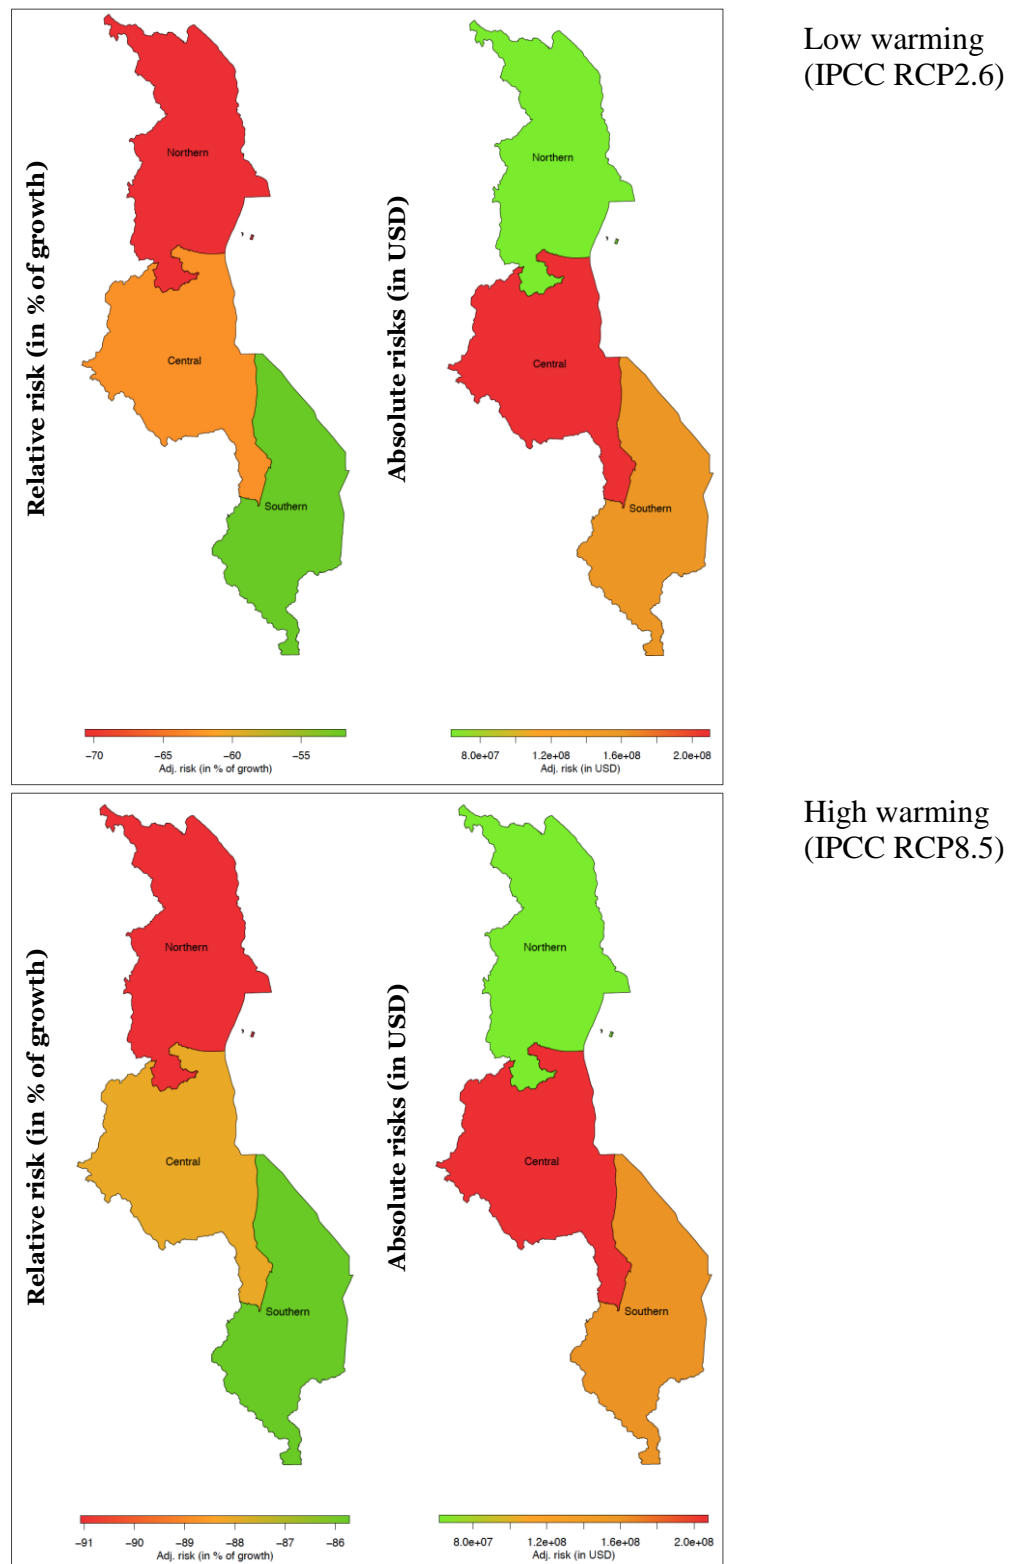 Low warming
(IPCC RCP2.6)
Relative risk (in % of growth)
Northern
Central
Southern
−70 −65 −60 −55
Adj. risk (in % of growth)
Absolute risks (in USD)
Northern
Central
Southern
8.0e+07 1.2e+08 1.6e+08 2.0e+08
Adj. risk (in USD)
High warming
(IPCC RCP8.5)
Relative risk (in % of growth)
Northern
Central
Southern
−91 −90 −89 −88 −87 −86
Adj. risk (in % of growth)
Absolute risks (in USD)
Northern
Central
Southern
8.0e+07 1.2e+08 1.6e+08 2.0e+08
Adj. risk (in USD)